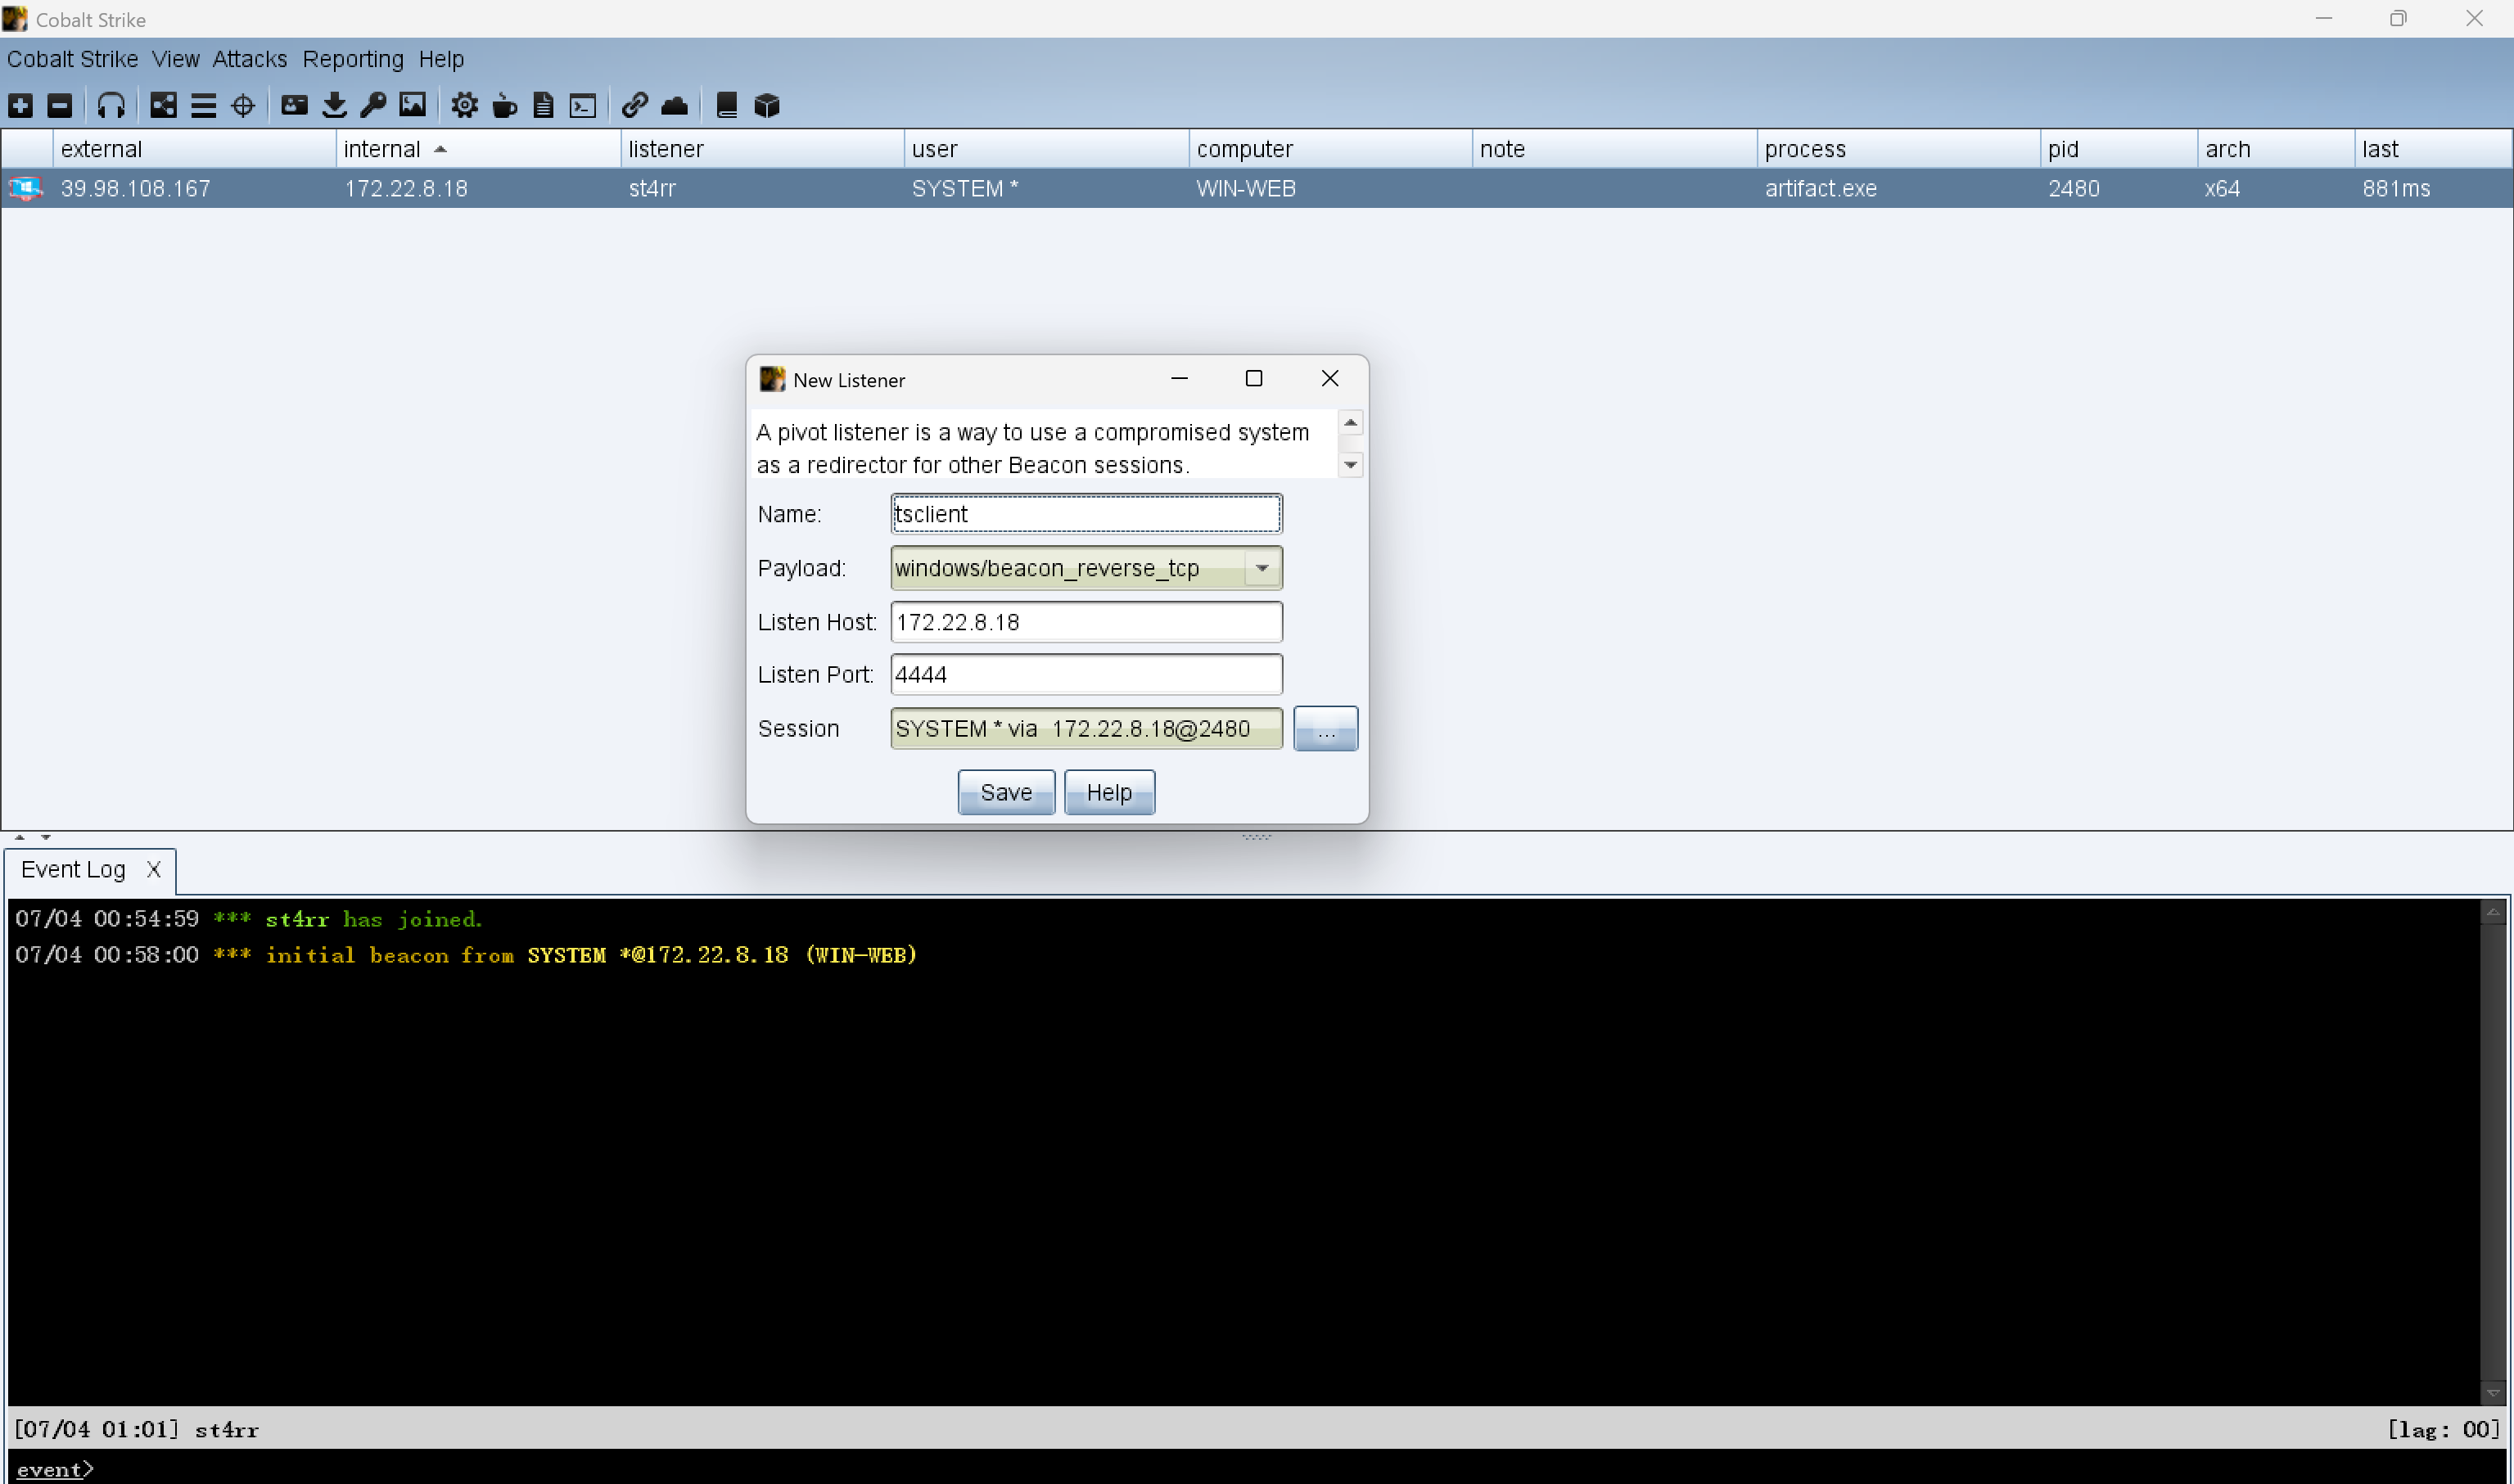 Cobalt Strike
Cobalt Strike View Attacks Reporting Help
external internal listener user computer note process pid arch last
39.98.108.167 172.22.8.18 st4rr SYSTEM * WIN-WEB artifact.exe 2480 x64 881ms
New Listener
A pivot listener is a way to use a compromised system
as a redirector for other Beacon sessions.
Name: tsclient
Payload: windows/beacon_reverse_tcp
Listen Host: 172.22.8.18
Listen Port: 4444
Session SYSTEM * via 172.22.8.18@2480 ...
Save Help
Event Log X
07/04 00:54:59 *** st4rr has joined.
07/04 00:58:00 *** initial beacon from SYSTEM *@172.22.8.18 (WIN-WEB)
[07/04 01:01] st4rr [lag: 00]
event>